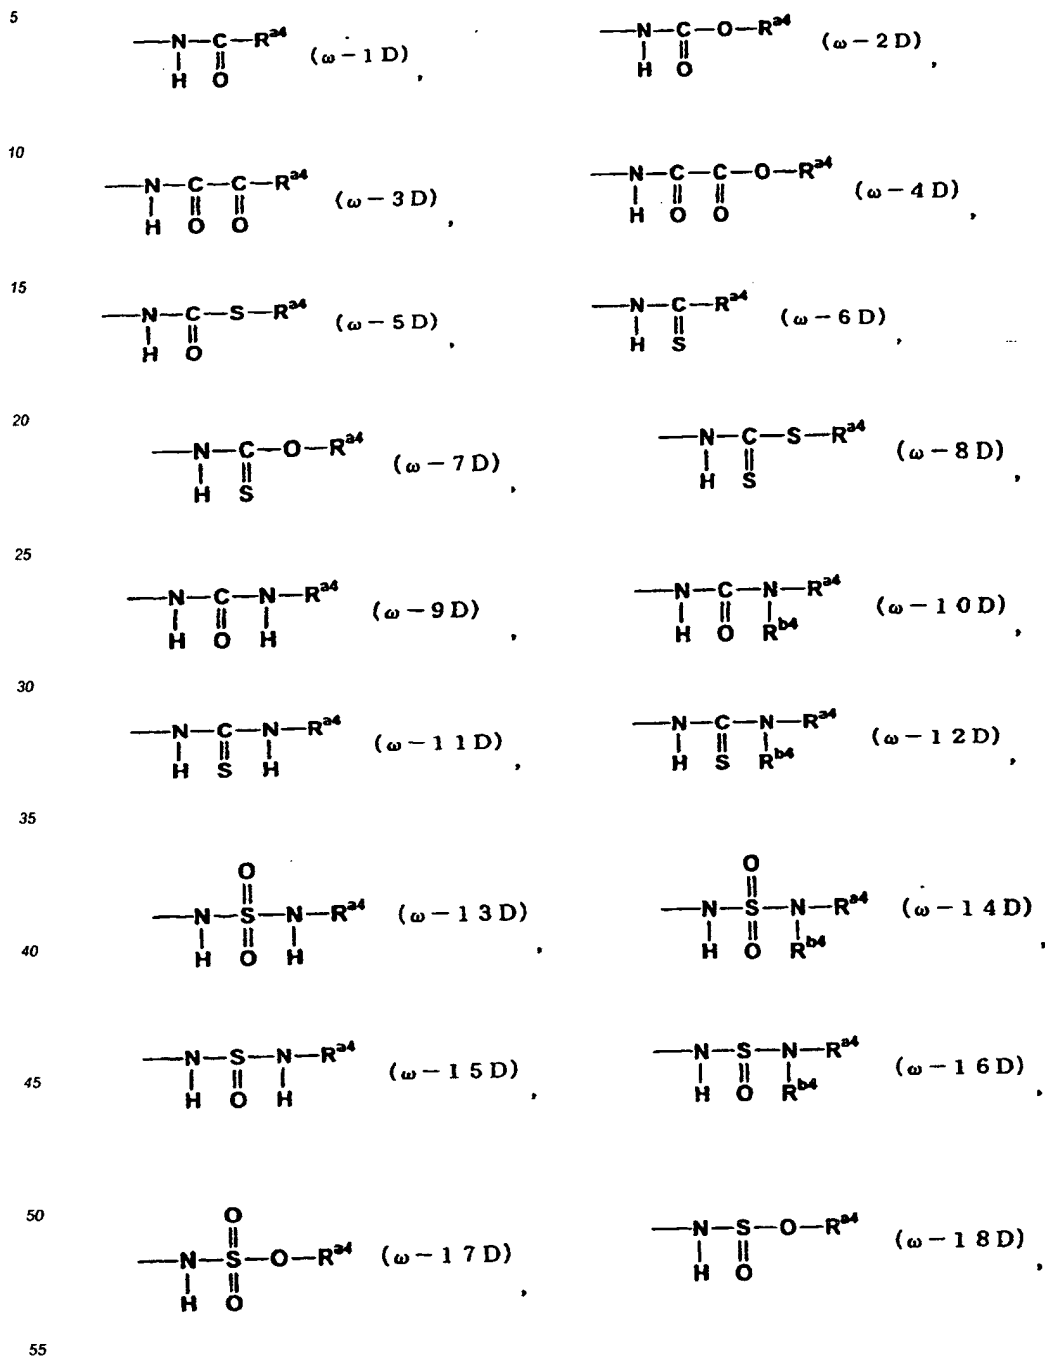 5
—N—C—R^a4 (ω-1D), —N—C—O—R^a4 (ω-2D),
H O H O
10
—N—C—C—R^a4 (ω-3D), —N—C—C—O—R^a4 (ω-4D),
H O O H O O
15
—N—C—S—R^a4 (ω-5D), —N—C—R^a4 (ω-6D),
H O H S
20
—N—C—O—R^a4 (ω-7D), —N—C—S—R^a4 (ω-8D),
H S H S
25
—N—C—N—R^a4 (ω-9D), —N—C—N—R^a4 (ω-10D),
H O H H O R^b4
30
—N—C—N—R^a4 (ω-11D), —N—C—N—R^a4 (ω-12D),
H S H H S R^b4
35
O O
—N—S—N—R^a4 (ω-13D), —N—S—N—R^a4 (ω-14D),
40
H O H H O R^b4
—N—S—N—R^a4 (ω-15D), —N—S—N—R^a4 (ω-16D),
45
H O H H O R^b4
50
O
—N—S—O—R^a4 (ω-17D), —N—S—O—R^a4 (ω-18D),
H O H O
55